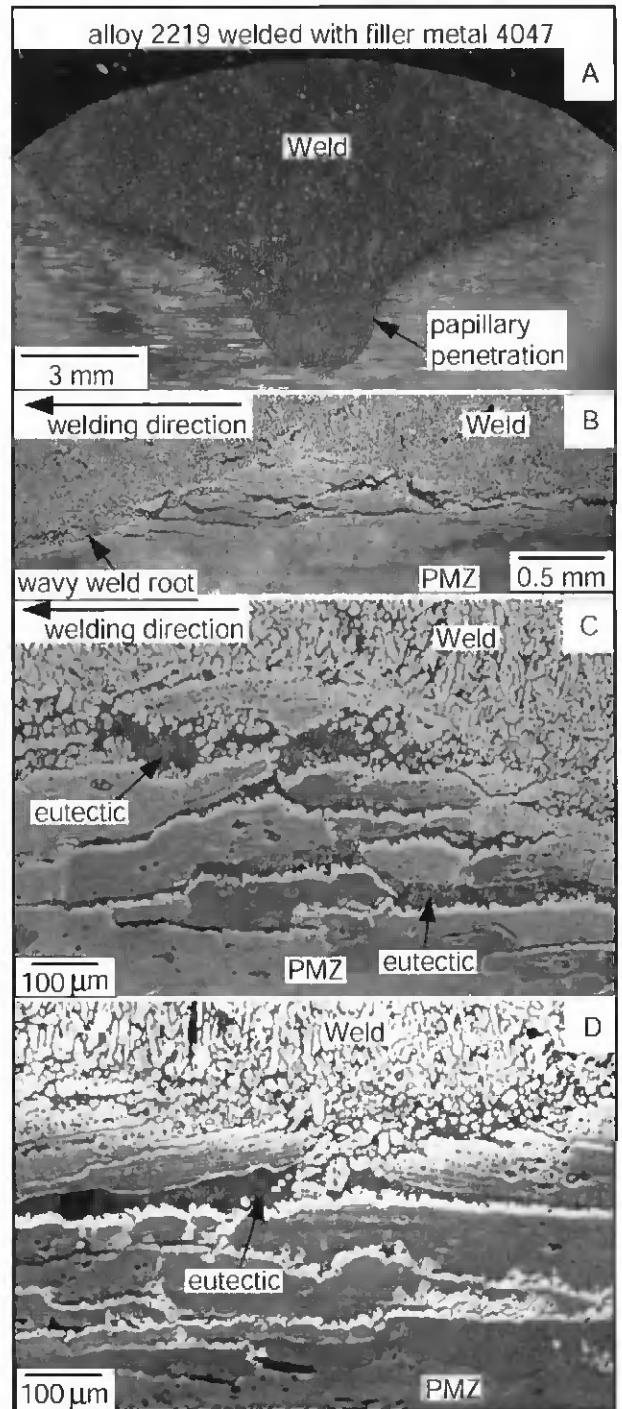 alloy 2219 welded with filler metal 4047
A
Weld
papillary
penetration
3 mm
welding direction
Weld
B
wavy weld root
PMZ
0.5 mm
welding direction
Weld
C
eutectic
100 μm
PMZ
eutectic
Weld
D
eutectic
100 μm
PMZ